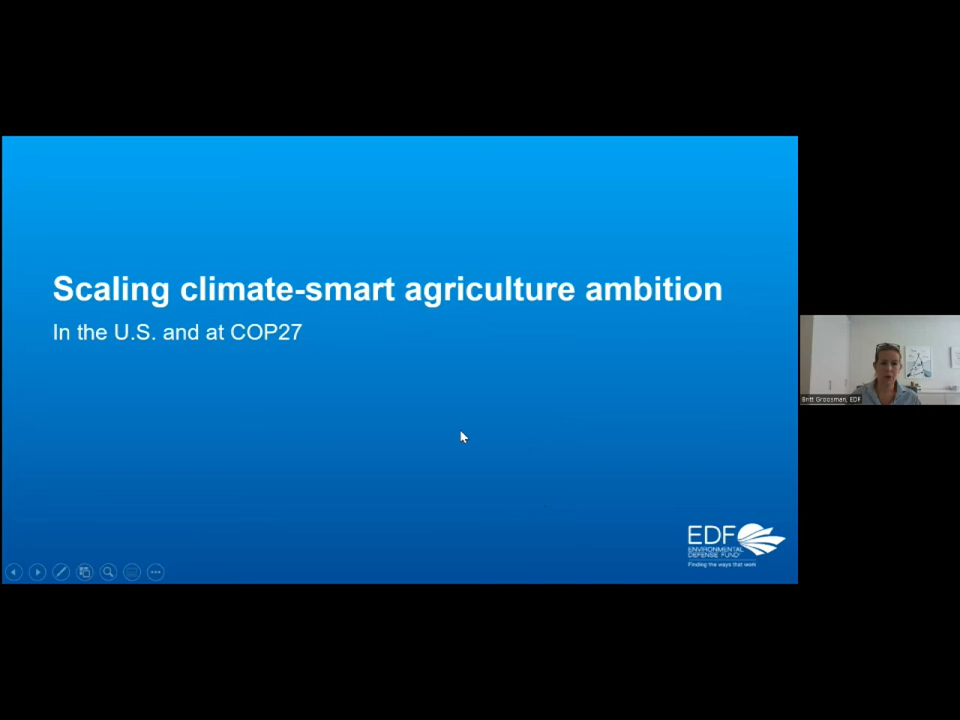 Scaling climate-smart agriculture ambition
In the U.S. and at COP27
Britt Groosman, EDF
EDF
ENVIRONMENTAL
DEFENSE FUND
Finding the ways that work